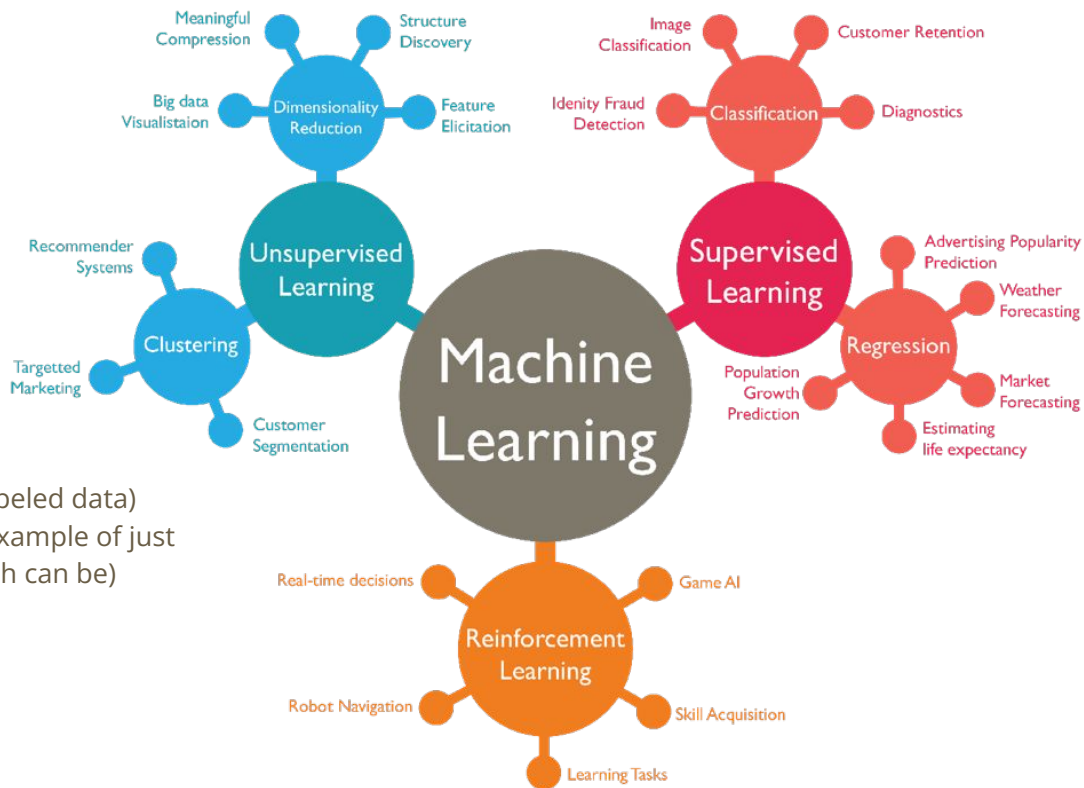 Meaningful
Compression
Structure
Discovery
Big data
Visualistaion
Dimensionality
Reduction
Feature
Elicitation
Image
Classification
Customer Retention
Idenity Fraud
Detection
Classification
Diagnostics
Unsupervised
Learning
Supervised
Learning
Recommender
Systems
Clustering
Targetted
Marketing
Customer
Segmentation
Machine
Learning
Advertising Popularity
Prediction
Weather
Forecasting
Regression
Population
Growth
Prediction
Market
Forecasting
Estimating
life expectancy
beled data)
xample of just
h can be)
Real-time decisions
Game AI
Reinforcement
Learning
Robot Navigation
Skill Acquisition
Learning Tasks